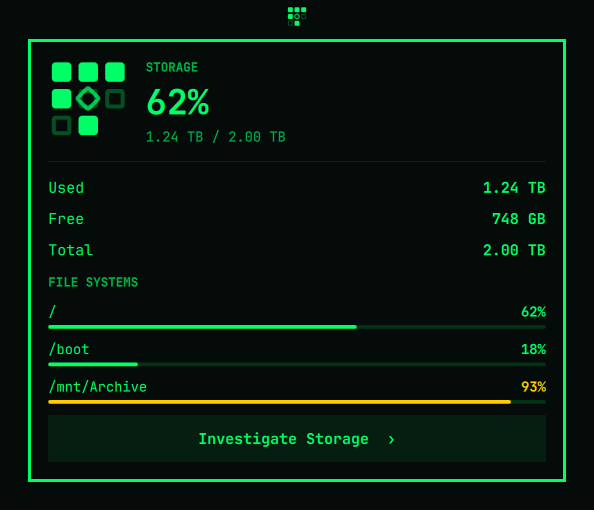 STORAGE
62%
1.24 TB / 2.00 TB
Used 1.24 TB
Free 748 GB
Total 2.00 TB
FILE SYSTEMS
/ 62%
/boot 18%
/mnt/Archive 93%
Investigate Storage ›